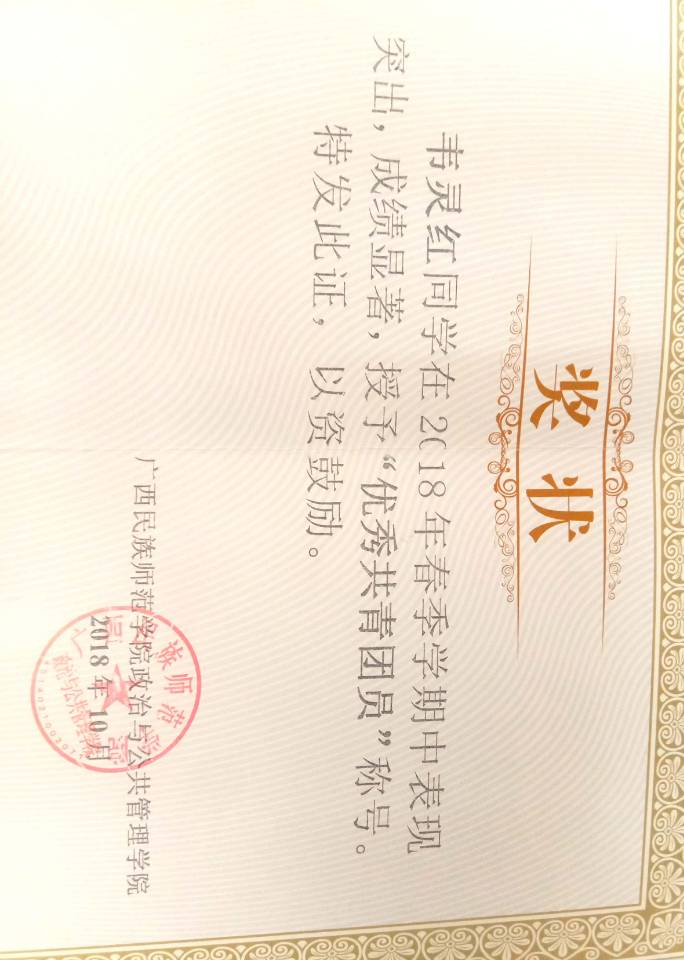 奖状
韦灵红同学在2018年春季学期中表现
突出，成绩显著，授予“优秀共青团员”称号。
特发此证，以资鼓励。
广西民族师范学院政治与公共管理学院
2018年10月